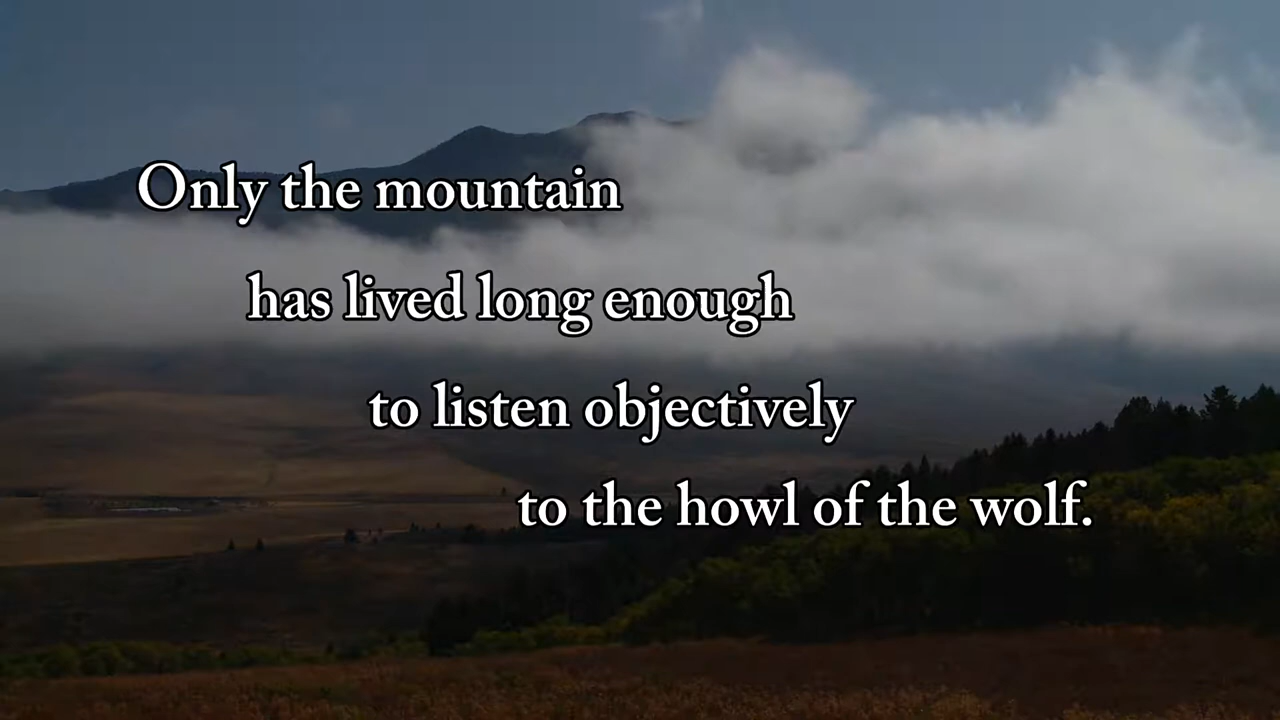 Only the mountain
has lived long enough
to listen objectively
to the howl of the wolf.